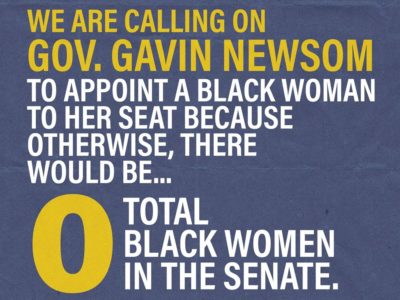 WE ARE CALLING ON
GOV. GAVIN NEWSOM
TO APPOINT A BLACK WOMAN
TO HER SEAT BECAUSE
OTHERWISE, THERE
WOULD BE...
0 TOTAL
BLACK WOMEN
IN THE SENATE.